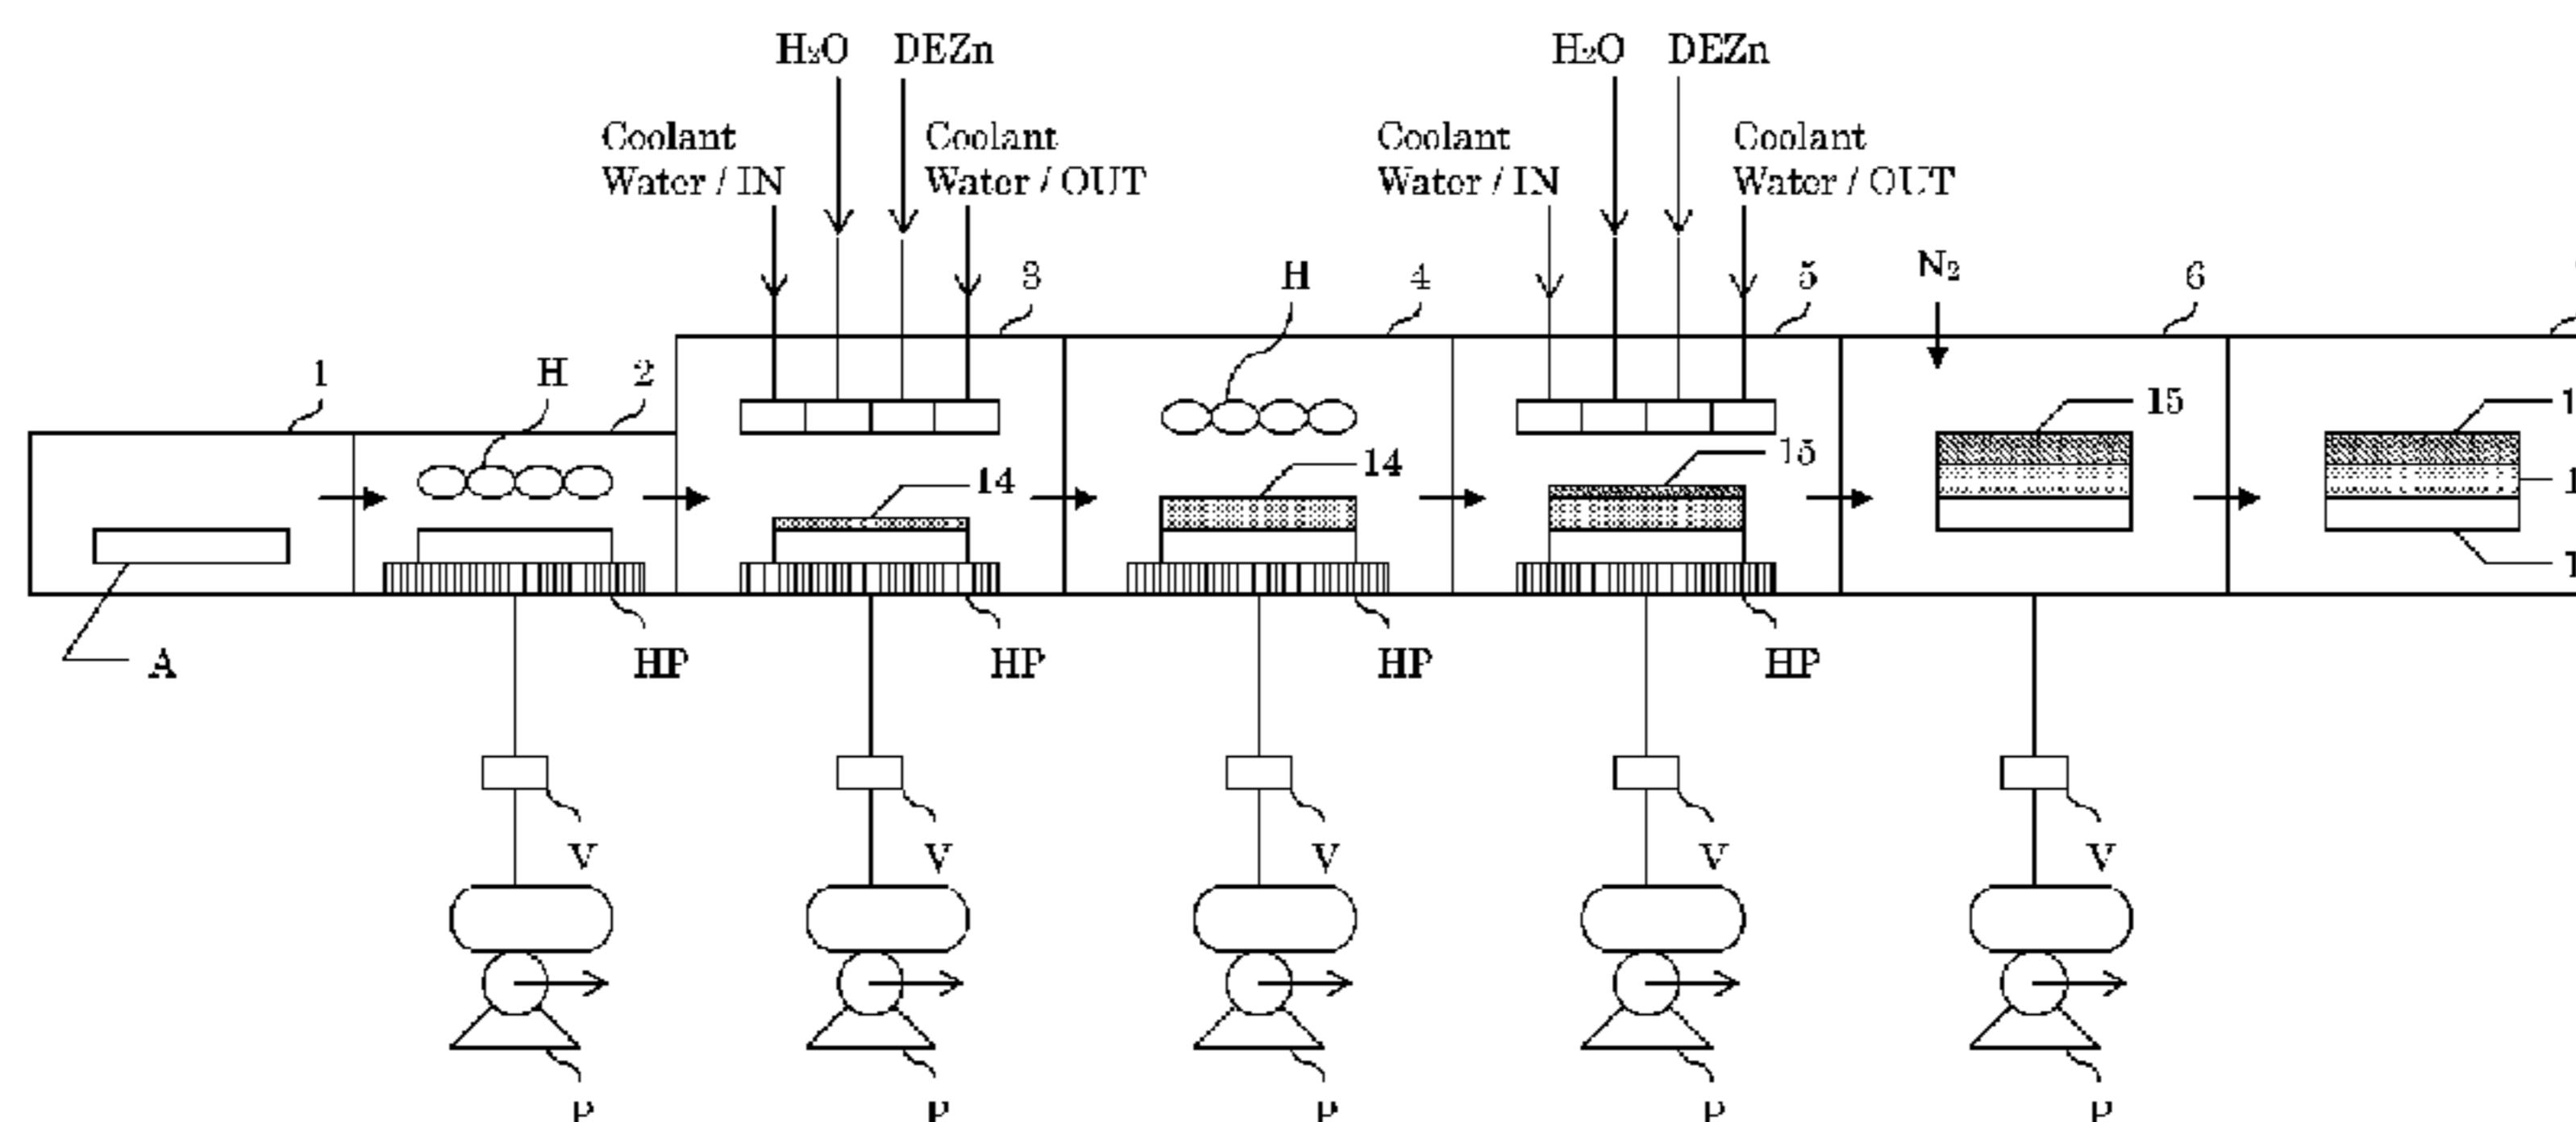 H₂O DEZn H₂O DEZn
Coolant Water / IN
Coolant Water / OUT
Coolant Water / IN
Coolant Water / OUT
3 H 4 5 N₂ 6
1 H 2 15
14 14 15
A HP HP HP HP
V V V V V
P P P P P